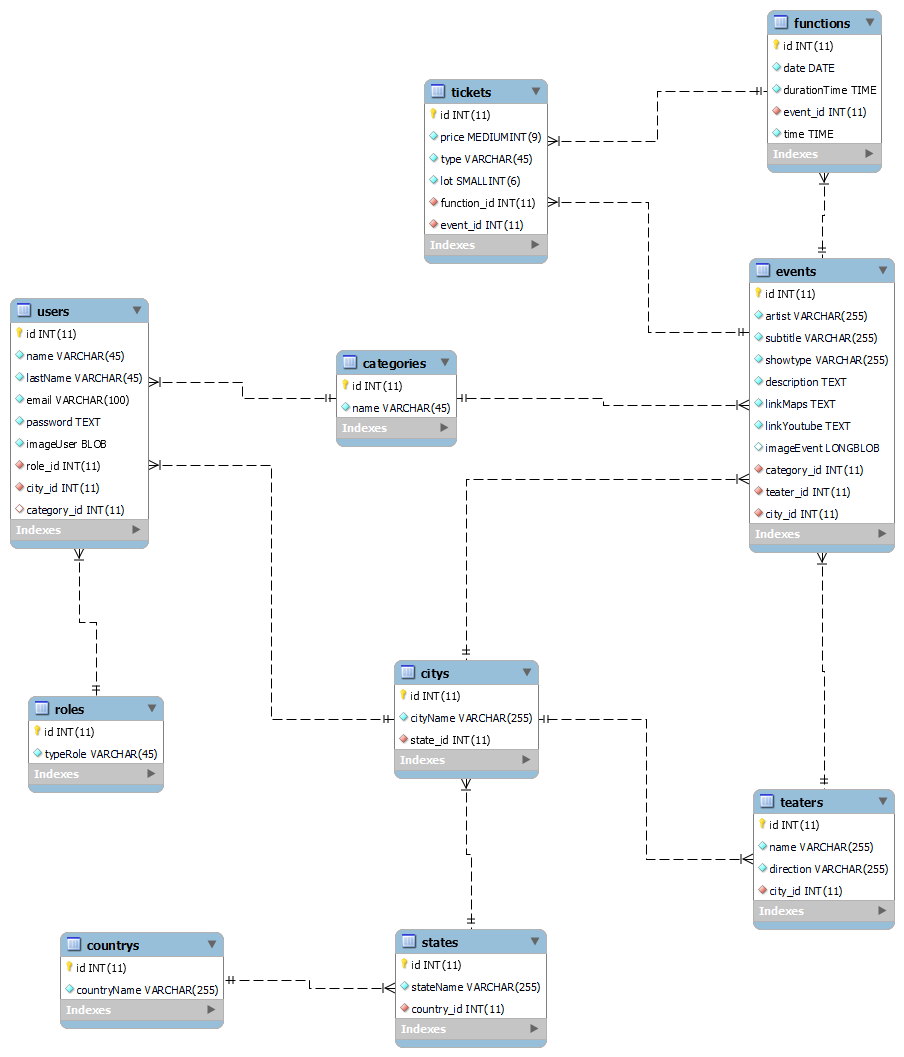 functions
id INT(11)
date DATE
durationTime TIME
event_id INT(11)
time TIME
Indexes
tickets
id INT(11)
price MEDIUMINT(9)
type VARCHAR(45)
lot SMALLINT(6)
function_id INT(11)
event_id INT(11)
Indexes
events
id INT(11)
artist VARCHAR(255)
subtitle VARCHAR(255)
showtype VARCHAR(255)
description TEXT
linkMaps TEXT
linkYoutube TEXT
imageEvent LONGBLOB
category_id INT(11)
teater_id INT(11)
city_id INT(11)
Indexes
users
id INT(11)
name VARCHAR(45)
lastName VARCHAR(45)
email VARCHAR(100)
password TEXT
imageUser BLOB
role_id INT(11)
city_id INT(11)
category_id INT(11)
Indexes
categories
id INT(11)
name VARCHAR(45)
Indexes
citys
id INT(11)
cityName VARCHAR(255)
state_id INT(11)
Indexes
roles
id INT(11)
typeRole VARCHAR(45)
Indexes
teaters
id INT(11)
name VARCHAR(255)
direction VARCHAR(255)
city_id INT(11)
Indexes
countrys
id INT(11)
countryName VARCHAR(255)
Indexes
states
id INT(11)
stateName VARCHAR(255)
country_id INT(11)
Indexes